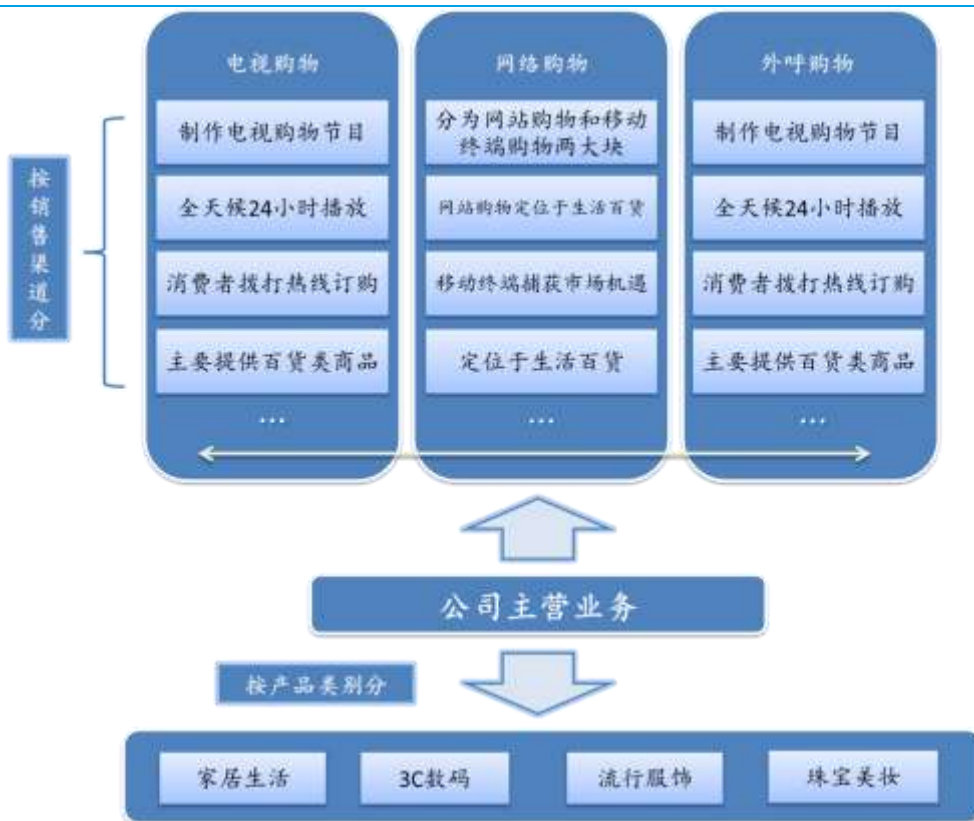 电视购物
制作电视购物节目
全天候24小时播放
消费者拨打热线订购
主要提供百货类商品
...
网络购物
分为网站购物和移动
终端购物两大块
网站购物定位于生活百货
移动终端捕获市场机遇
定位于生活百货
...
外呼购物
制作电视购物节目
全天候24小时播放
消费者拨打热线订购
主要提供百货类商品
...
按销售渠道分
公司主营业务
按产品类别分
家居生活
3C数码
流行服饰
珠宝美妆